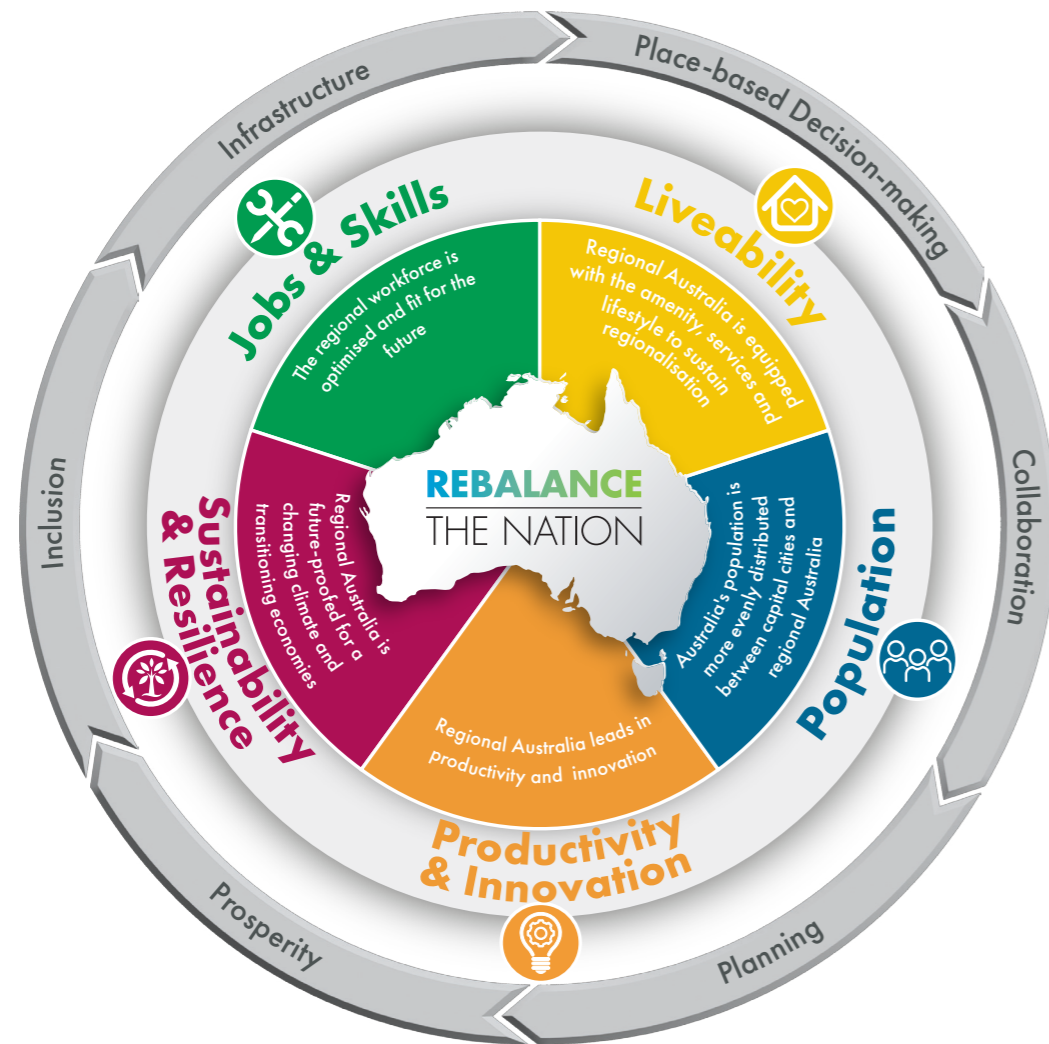 Infrastructure
Place-based Decision-making
Collaboration
Planning
Prosperity
Inclusion
Jobs & Skills
The regional workforce is
optimised and fit for the
future
Liveability
Regional Australia is equipped
with the amenity, services and
lifestyle to sustain
regionalisation
Population
Australia's population is
more evenly distributed
between capital cities and
regional Australia
Productivity
& Innovation
Regional Australia leads in
productivity and innovation
Sustainability
& Resilience
Regional Australia is
future-proofed for a
changing climate and
transitioning economies
REBALANCE
THE NATION